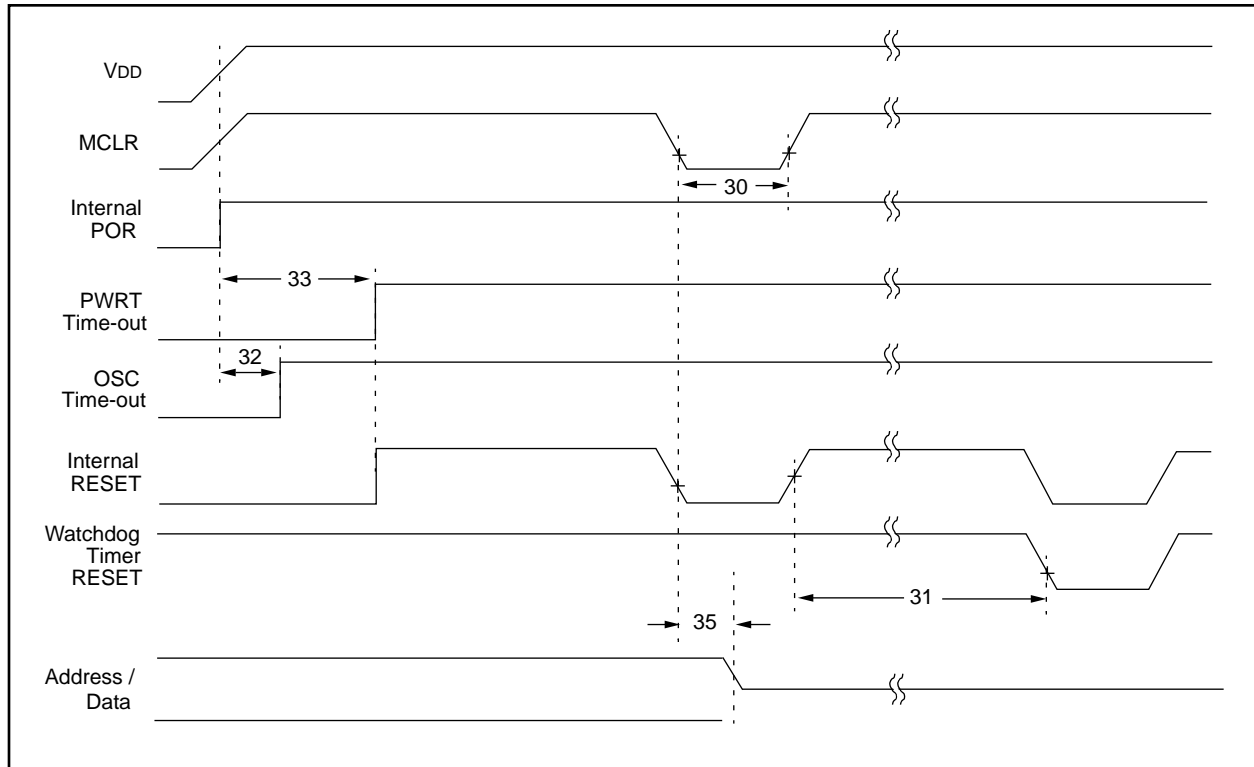 VDD
MCLR
30
Internal
POR
33
PWRT
Time-out
32
OSC
Time-out
Internal
RESET
Watchdog
Timer
RESET
31
35
Address /
Data